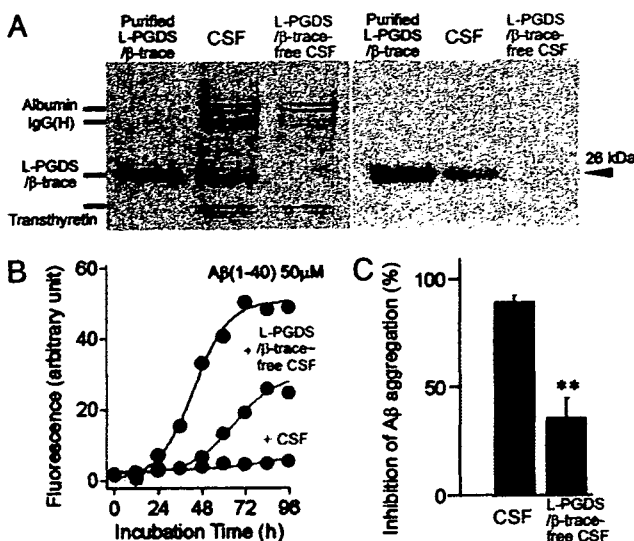 A
Purified
L-PGDS
/β-trace
CSF
L-PGDS
/β-trace-
free CSF
Purified
L-PGDS
/β-trace
CSF
L-PGDS
/β-trace-
free CSF
Albumin
IgG(H)
L-PGDS
/β-trace
Transthyretin
26 kDa
B
Aβ(1-40) 50μM
Fluorescence (arbitrary unit)
60
40
20
0
+ L-PGDS
/β-trace-
free CSF
+ CSF
0 24 48 72 96
Incubation Time (h)
C
Inhibition of Aβ aggregation (%)
100
50
0
**
CSF
L-PGDS
/β-trace-
free CSF